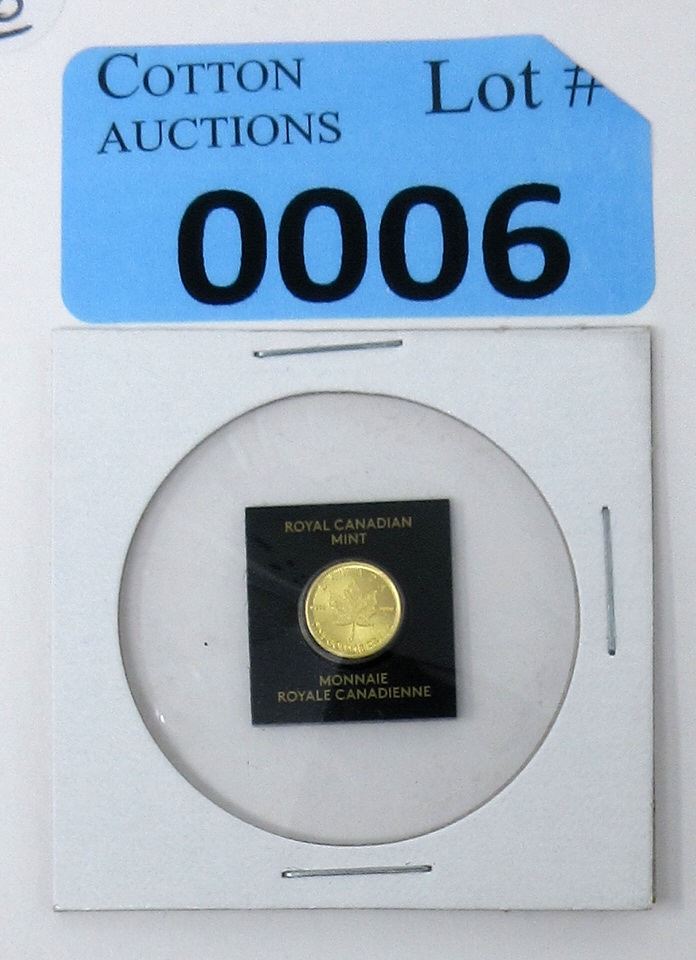 COTTON
AUCTIONS
Lot #
0006
ROYAL CANADIAN
MINT
MONNAIE
ROYALE CANADIENNE